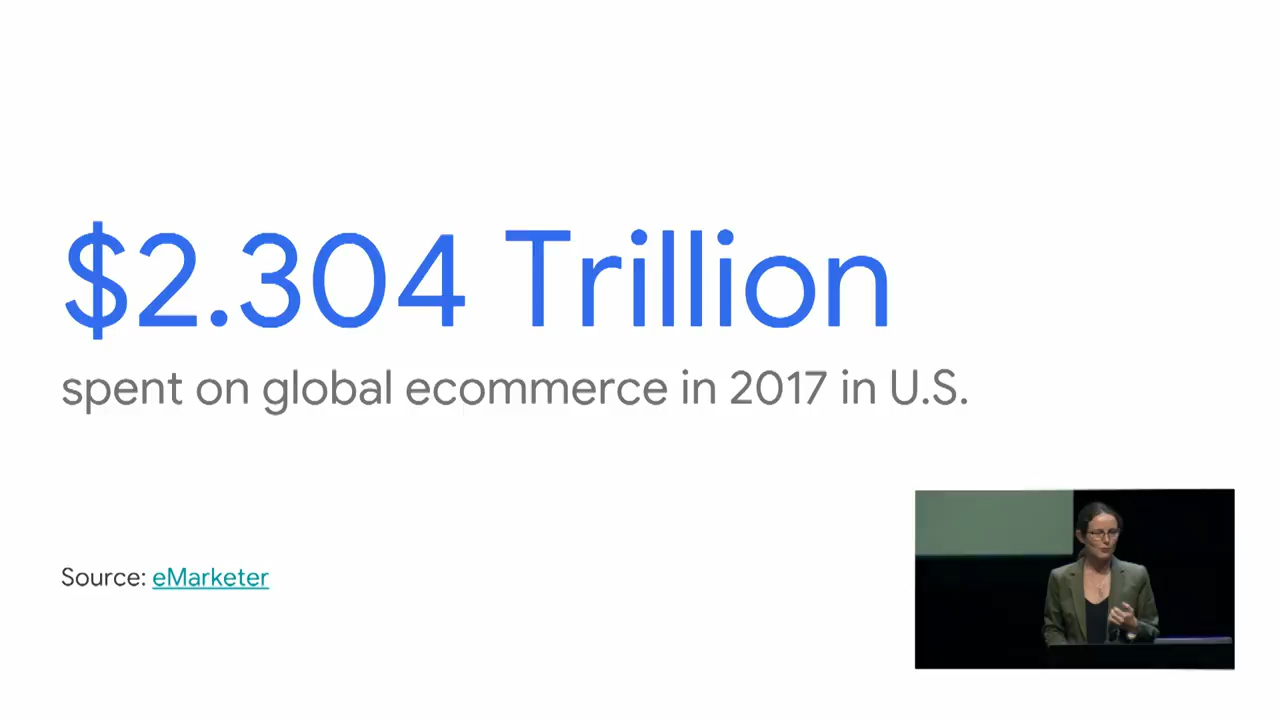 $2.304 Trillion
spent on global ecommerce in 2017 in U.S.
Source: eMarketer